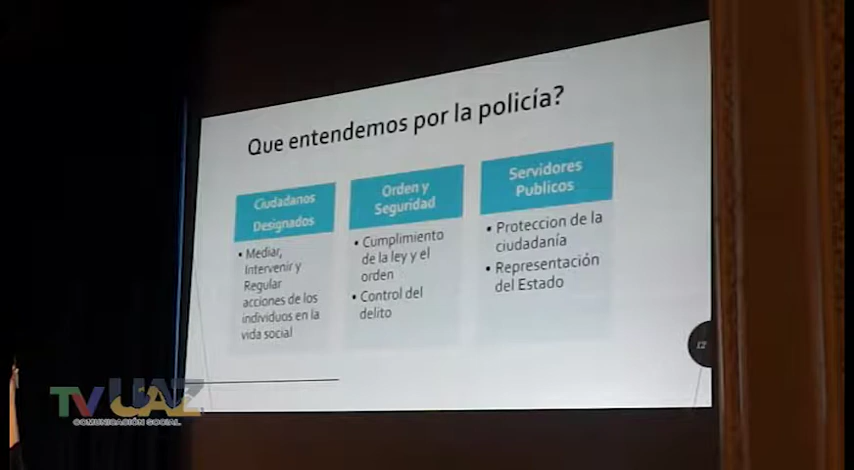 Que entendemos por la policía?
Ciudadanos
Designados
• Mediar,
Intervenir y
Regular
acciones de los
individuos en la
vida social
Orden y
Seguridad
• Cumplimiento
de la ley y el
orden
• Control del
delito
Servidores
Publicos
• Proteccion de la
ciudadanía
• Representación
del Estado
12
TV UAZ
COMUNICACIÓN SOCIAL